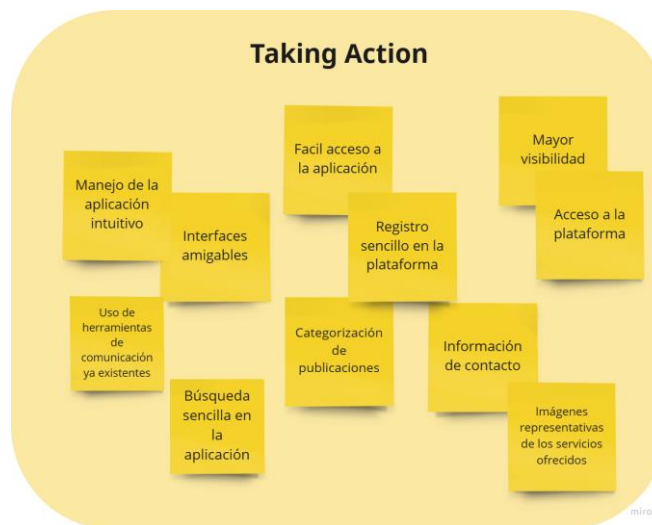 Taking Action
Manejo de la
aplicación
intuitivo
Interfaces
amigables
Facil acceso a
la aplicación
Registro
sencillo en la
plataforma
Mayor
visibilidad
Acceso a la
plataforma
Uso de
herramientas
de
comunicación
ya existentes
Búsqueda
sencilla en
la
aplicación
Categorización
de
publicaciones
Información
de contacto
Imágenes
representativas
de los servicios
ofrecidos
miro